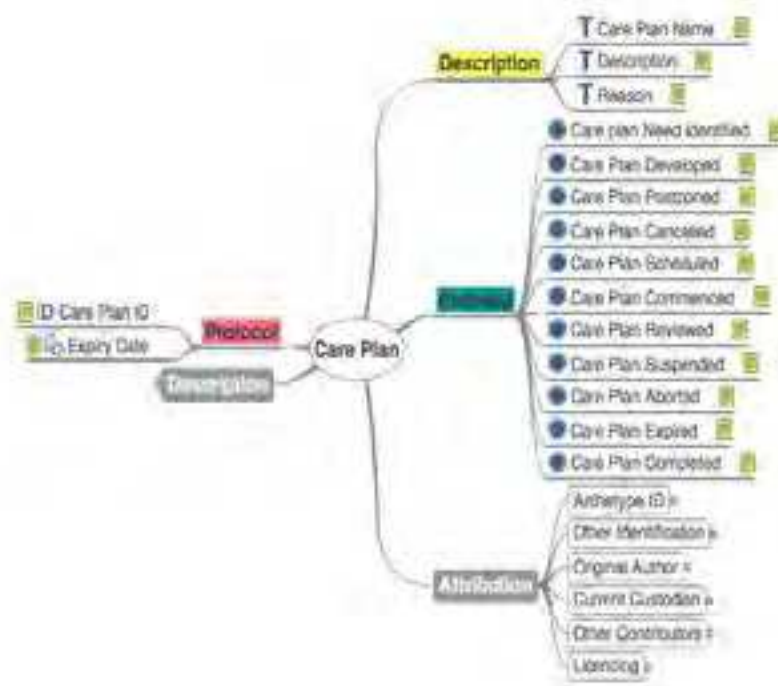 Description
T Care Plan Name
T Description
T Reason
Care plan Need Identified
Care Plan Developed
Care Plan Postponed
Care Plan Cancelled
Care Plan Scheduled
Pathway
Care Plan Commenced
Care Plan Reviewed
Care Plan Suspended
Care Plan Aborted
Care Plan Expired
Care Plan Completed
ID Care Plan ID
Expiry Date
Protocol
Care Plan
Description
Attribution
Archetype ID
Other Identification
Original Author
Current Custodian
Other Contributors
Licencing